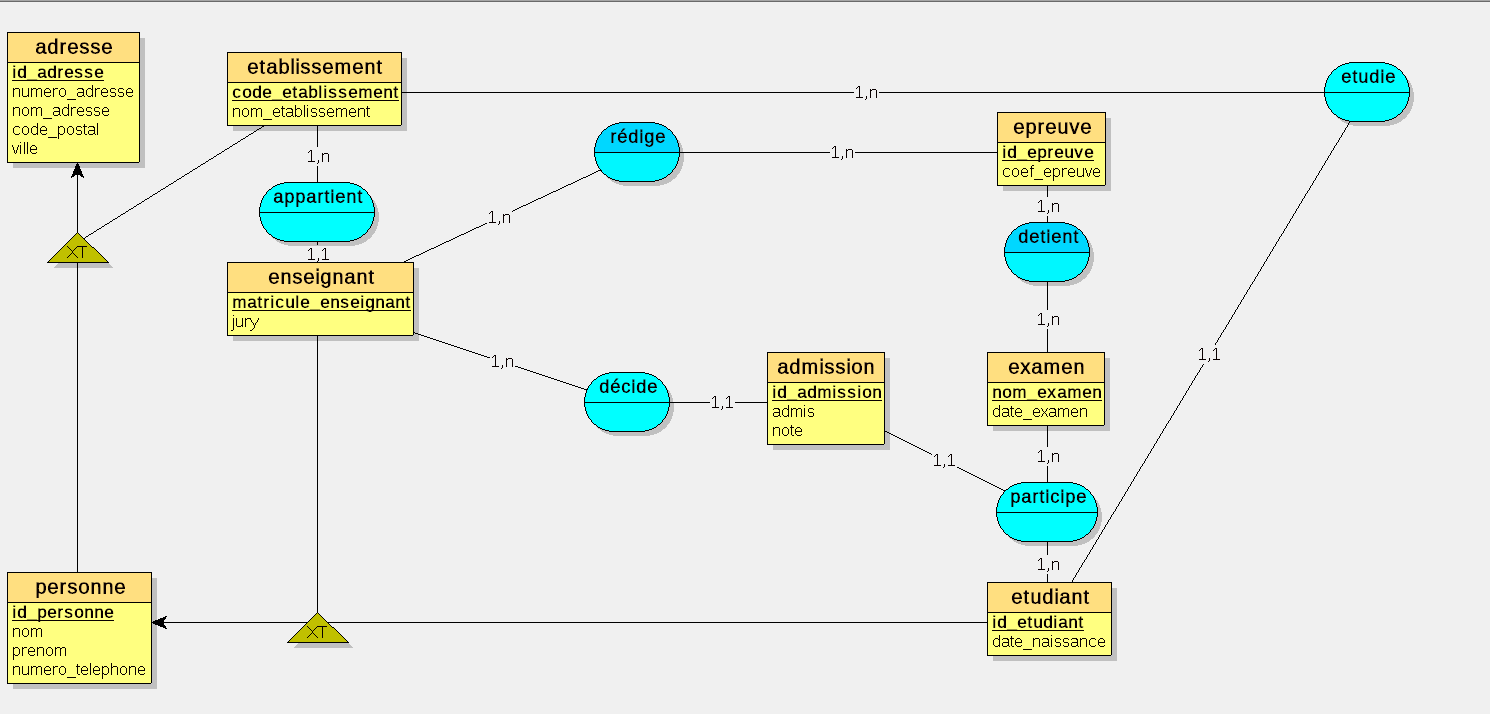 adresse
id_adresse
numero_adresse
nom_adresse
code_postal
ville
etablissement
code_etablissement
nom_etablissement
1,n
etudie
rédige
1,n
epreuve
id_epreuve
coef_epreuve
1,n
appartient
1,n
1,n
detient
XT
1,1
enseignant
matricule_enseignant
jury
1,n
1,1
1,n
décide
1,1
admission
id_admission
admis
note
examen
nom_examen
date_examen
1,1
1,n
participe
1,n
personne
id_personne
nom
prenom
numero_telephone
XT
etudiant
id_etudiant
date_naissance